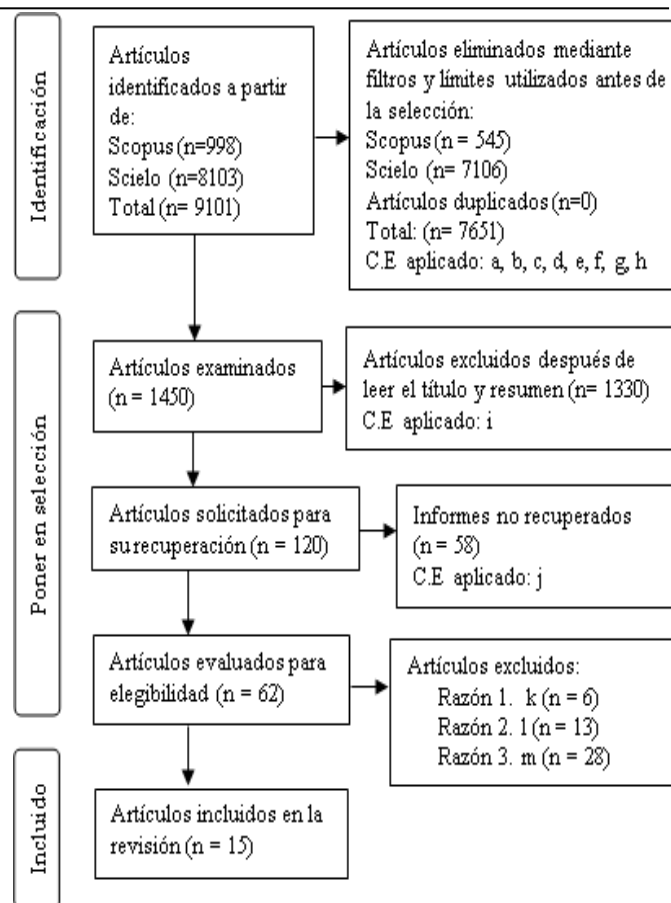 Identificación
Artículos
identificados a partir
de:
Scopus (n=998)
Scielo (n=8103)
Total (n= 9101)
Artículos eliminados mediante
filtros y límites utilizados antes de
la selección:
Scopus (n = 545)
Scielo (n= 7106)
Artículos duplicados (n=0)
Total: (n= 7651)
C.E aplicado: a, b, c, d, e, f, g, h
Poner en selección
Artículos examinados
(n = 1450)
Artículos excluidos después de
leer el título y resumen (n= 1330)
C.E aplicado: i
Artículos solicitados para
su recuperación (n = 120)
Informes no recuperados
(n = 58)
C.E aplicado: j
Artículos evaluados para
elegibilidad (n = 62)
Artículos excluidos:
Razón 1. k (n = 6)
Razón 2. l (n = 13)
Razón 3. m (n = 28)
Incluido
Artículos incluidos en la
revisión (n = 15)